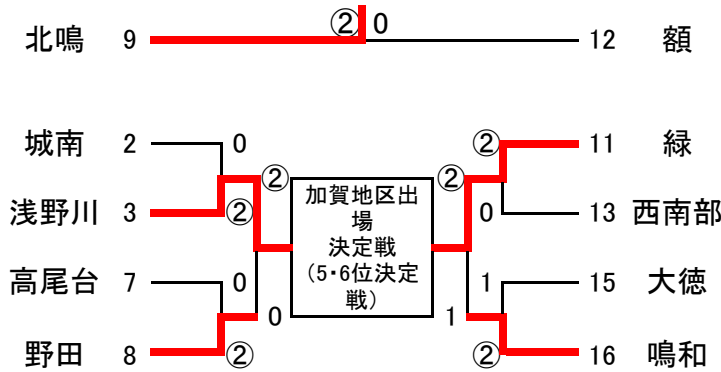 北鳴 9 ② 0 12 額
城南 2 0 ② 11 緑
浅野川 3 ② ② ② 0 13 西南部
加賀地区出
場
決定戦
(5・6位決定
戦)
高尾台 7 0 0 1 1 15 大徳
野田 8 ② ② 16 鳴和